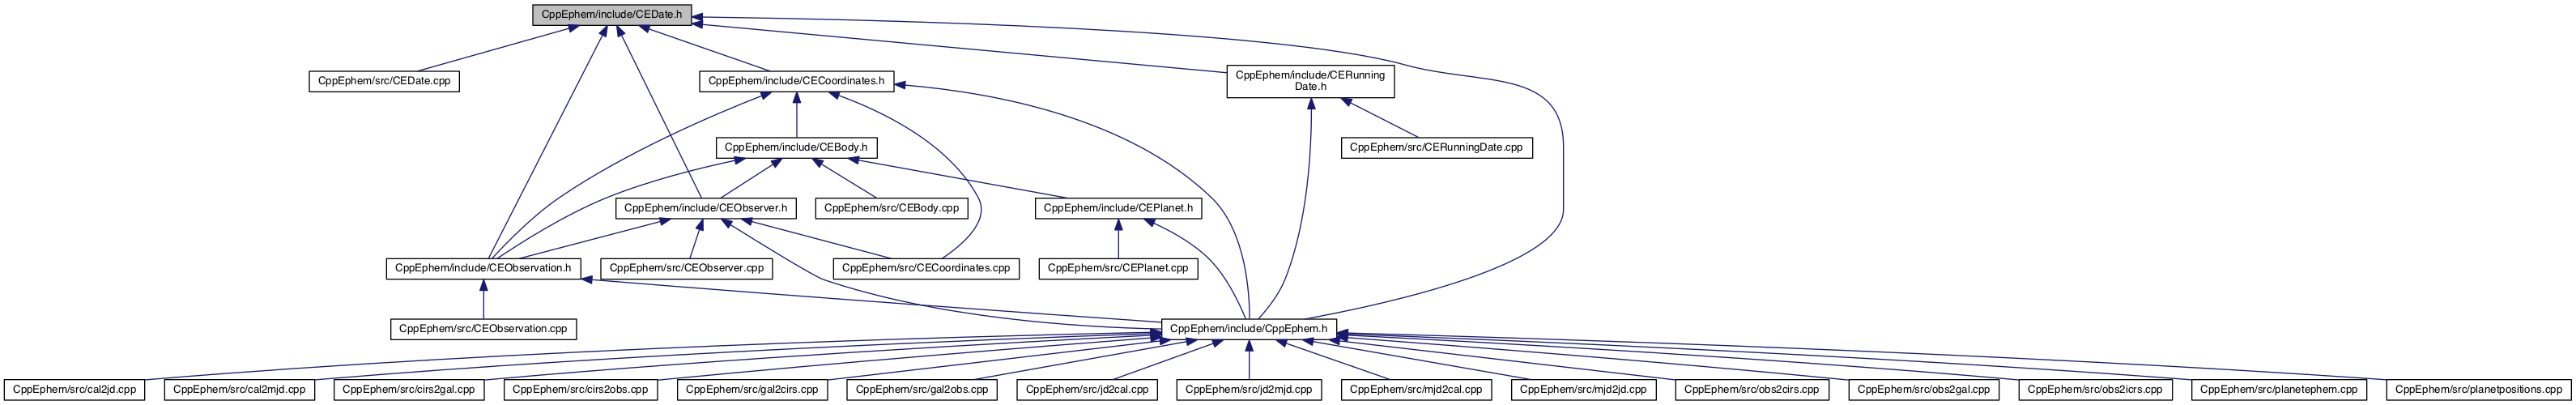 CppEphem/include/CEDate.h
CppEphem/src/CEDate.cpp
CppEphem/include/CECoordinates.h
CppEphem/include/CERunning
Date.h
CppEphem/include/CEBody.h
CppEphem/src/CERunningDate.cpp
CppEphem/include/CEObserver.h
CppEphem/src/CEBody.cpp
CppEphem/include/CEPlanet.h
CppEphem/include/CEObservation.h
CppEphem/src/CEObserver.cpp
CppEphem/src/CECoordinates.cpp
CppEphem/src/CEPlanet.cpp
CppEphem/src/CEObservation.cpp
CppEphem/include/CppEphem.h
CppEphem/src/cal2jd.cpp
CppEphem/src/cal2mjd.cpp
CppEphem/src/cirs2gal.cpp
CppEphem/src/cirs2obs.cpp
CppEphem/src/gal2cirs.cpp
CppEphem/src/gal2obs.cpp
CppEphem/src/jd2cal.cpp
CppEphem/src/jd2mjd.cpp
CppEphem/src/mjd2cal.cpp
CppEphem/src/mjd2jd.cpp
CppEphem/src/obs2cirs.cpp
CppEphem/src/obs2gal.cpp
CppEphem/src/obs2icrs.cpp
CppEphem/src/planetephem.cpp
CppEphem/src/planetpositions.cpp